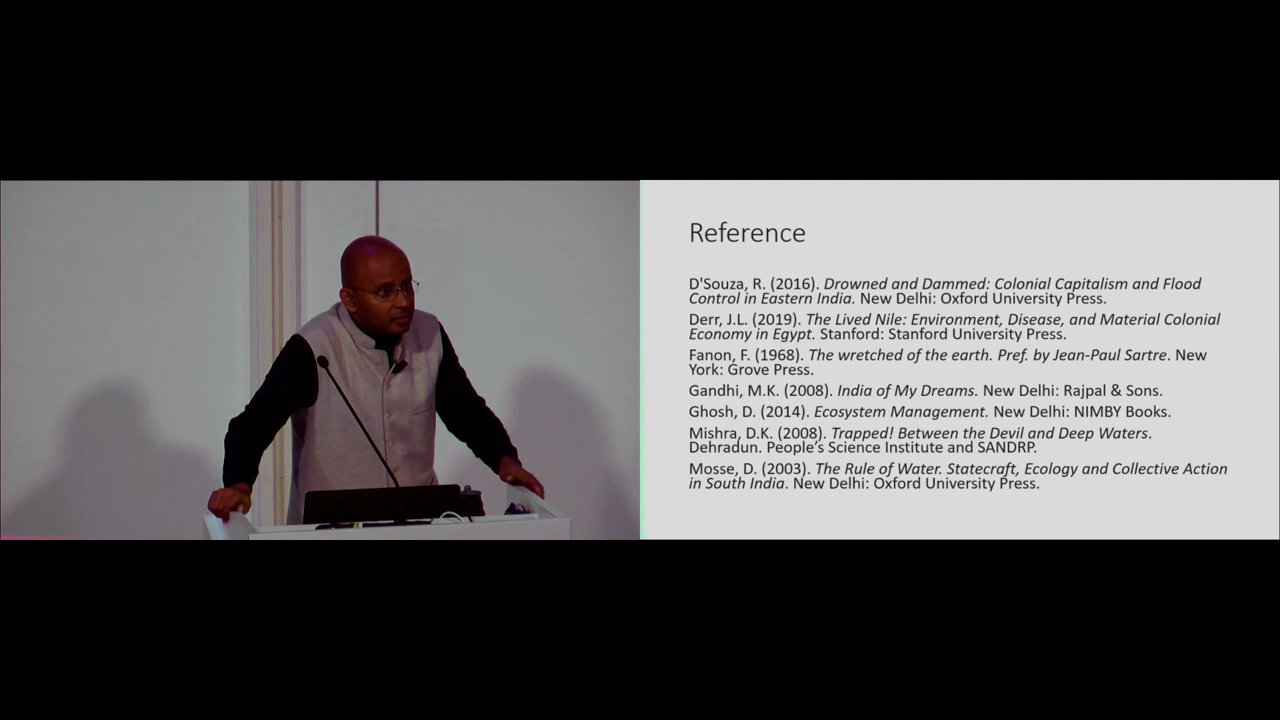 Reference
D'Souza, R. (2016). Drowned and Dammed: Colonial Capitalism and Flood
Control in Eastern India. New Delhi: Oxford University Press.
Derr, J.L. (2019). The Lived Nile: Environment, Disease, and Material Colonial
Economy in Egypt. Stanford: Stanford University Press.
Fanon, F. (1968). The wretched of the earth. Pref. by Jean-Paul Sartre. New
York: Grove Press.
Gandhi, M.K. (2008). India of My Dreams. New Delhi: Rajpal & Sons.
Ghosh, D. (2014). Ecosystem Management. New Delhi: NIMBY Books.
Mishra, D.K. (2008). Trapped! Between the Devil and Deep Waters.
Dehradun. People’s Science Institute and SANDRP.
Mosse, D. (2003). The Rule of Water. Statecraft, Ecology and Collective Action
in South India. New Delhi: Oxford University Press.